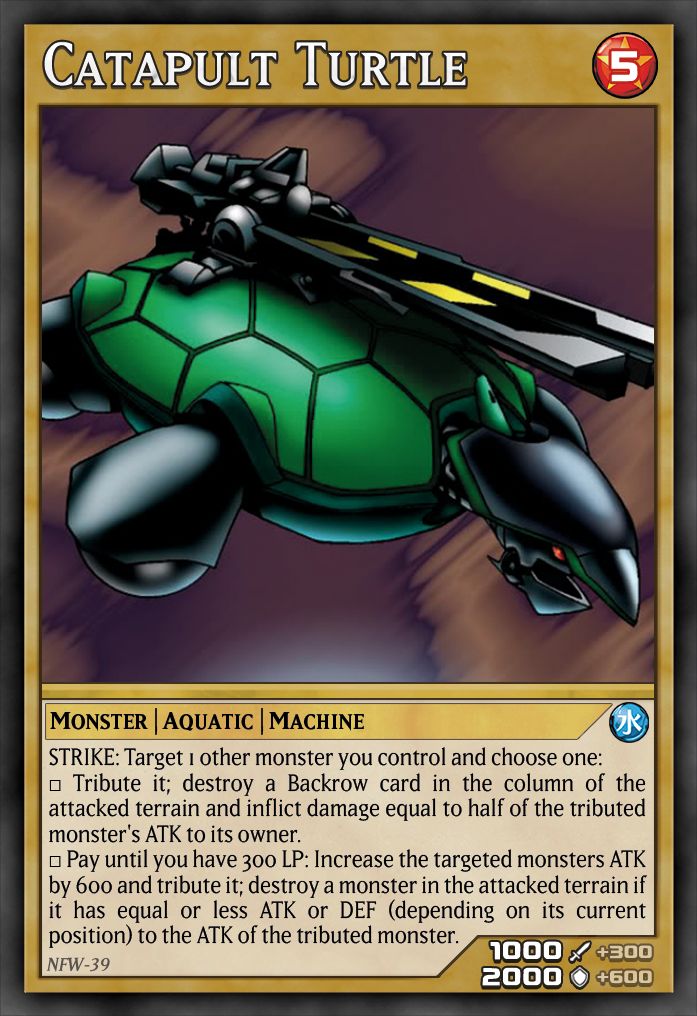 CATAPULT TURTLE
5
MONSTER | AQUATIC | MACHINE
水
STRIKE: Target 1 other monster you control and choose one:
□ Tribute it; destroy a Backrow card in the column of the
attacked terrain and inflict damage equal to half of the tributed
monster's ATK to its owner.
□ Pay until you have 300 LP: Increase the targeted monsters ATK
by 600 and tribute it; destroy a monster in the attacked terrain if
it has equal or less ATK or DEF (depending on its current
position) to the ATK of the tributed monster.
1000 +300
NFW-39
2000 +600